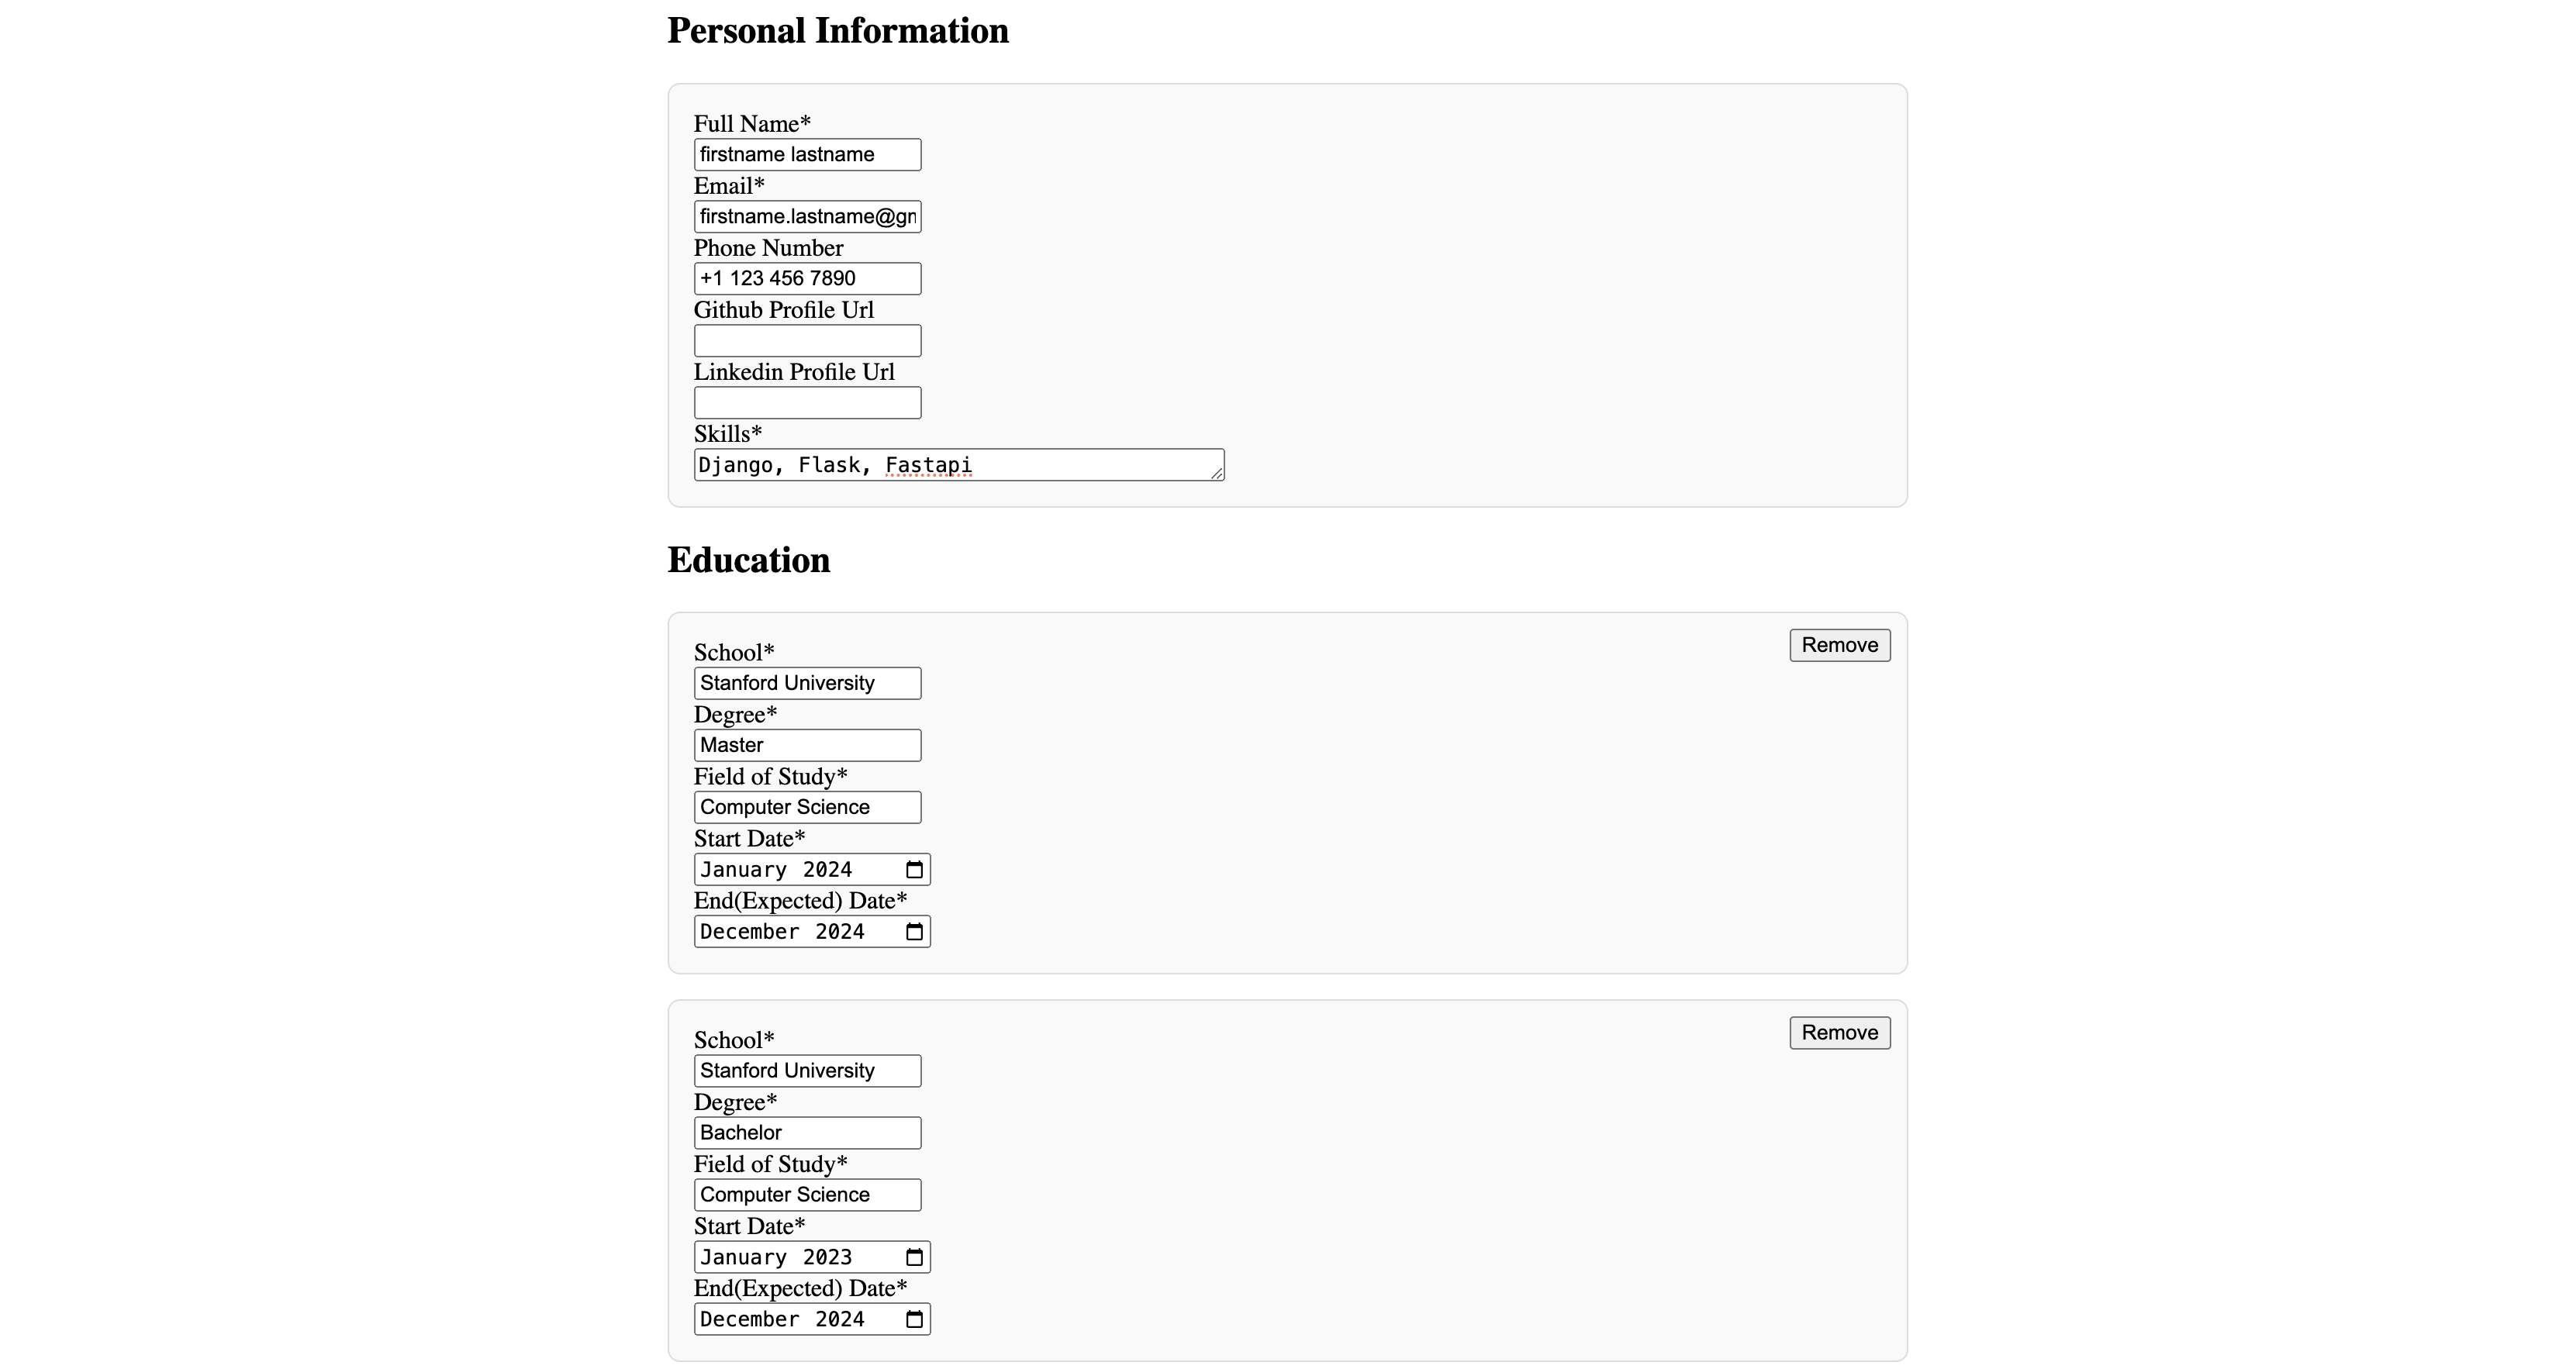 Personal Information
Full Name*
firstname lastname
Email*
firstname.lastname@gm
Phone Number
+1 123 456 7890
Github Profile Url
Linkedin Profile Url
Skills*
Django, Flask, Fastapi
Education
Remove
School*
Stanford University
Degree*
Master
Field of Study*
Computer Science
Start Date*
January 2024
End(Expected) Date*
December 2024
Remove
School*
Stanford University
Degree*
Bachelor
Field of Study*
Computer Science
Start Date*
January 2023
End(Expected) Date*
December 2024